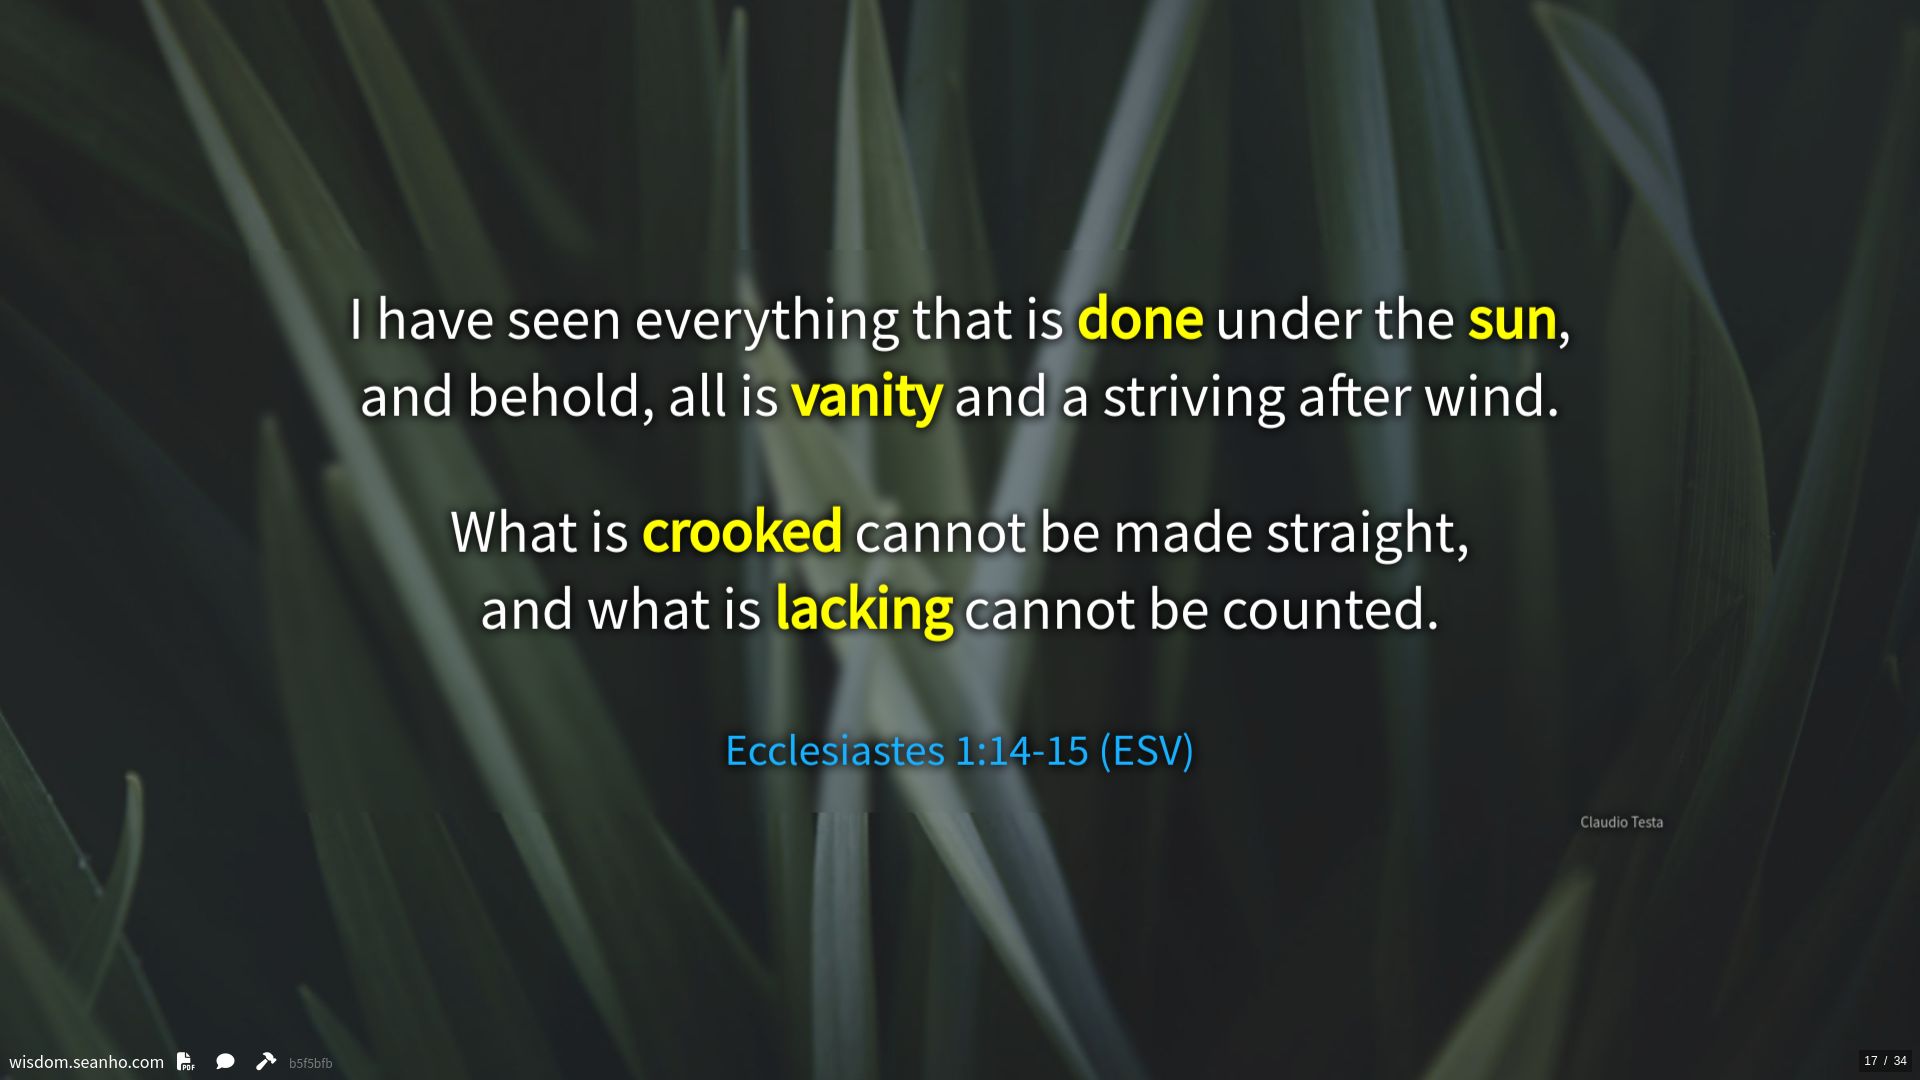 I have seen everything that is done under the sun,
and behold, all is vanity and a striving after wind.
What is crooked cannot be made straight,
and what is lacking cannot be counted.
Ecclesiastes 1:14-15 (ESV)
Claudio Testa
wisdom.seanho.com PDF b5f5bfb
17 / 34